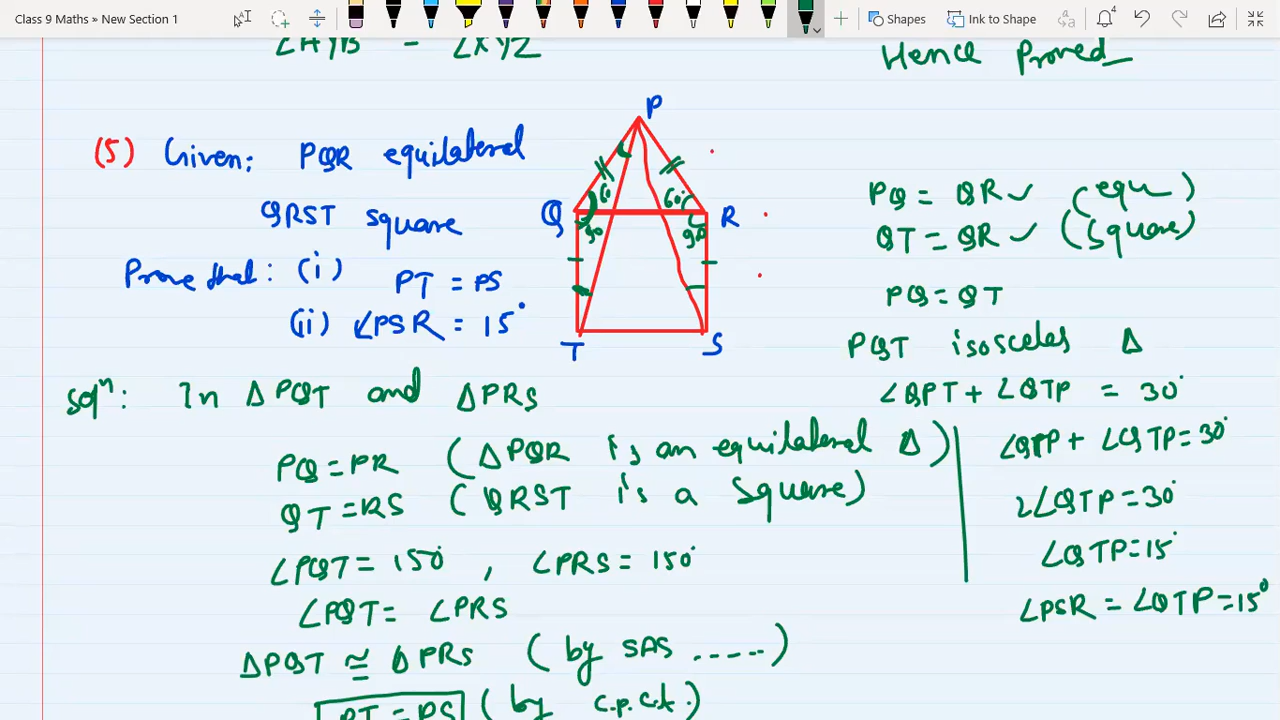 Class 9 Maths » New Section 1
Shapes
Ink to Shapes
∠XYZ
Hence Proved
(5) Given: PQR equilateral
QRST square
Prove that: (i) PT = PS
(ii) ∠PSR = 15°
P
Q 60 60° R
90 90
T S
PQ = QR ✓ (equ)
QT = QR ✓ (square)
PQ = QT
PQT isosceles Δ
∠QPT + ∠QTP = 30°
Solⁿ: In ΔPQT and ΔPRS
PQ = PR (ΔPQR is an equilateral Δ)
QT = RS (QRST is a square)
∠PQT = 150°, ∠PRS = 150°
∠PQT = ∠PRS
ΔPQT ≅ ΔPRS (by SAS .....)
PT = PS (by c.p.c.t.)
+ ∠QTP = 30°
2∠QTP = 30°
∠QTP = 15°
∠PSR = ∠QTP = 15°